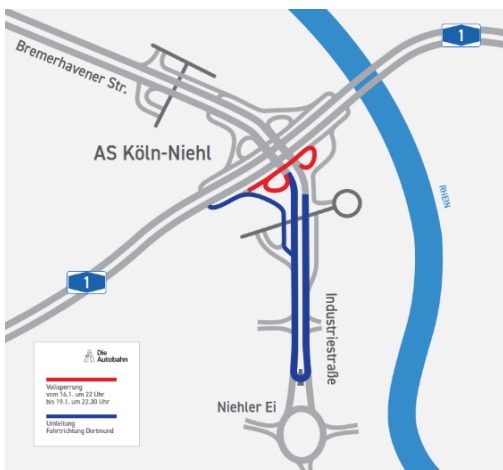 1
Bremerhavener Str.
AS Köln-Niehl
RHEIN
1
Industriestraße
Die
Autobahn
Vollsperrung
vom 16.1. um 22 Uhr
bis 19.1. um 22.30 Uhr
Umleitung
Fahrtrichtung Dortmund
Niehler Ei